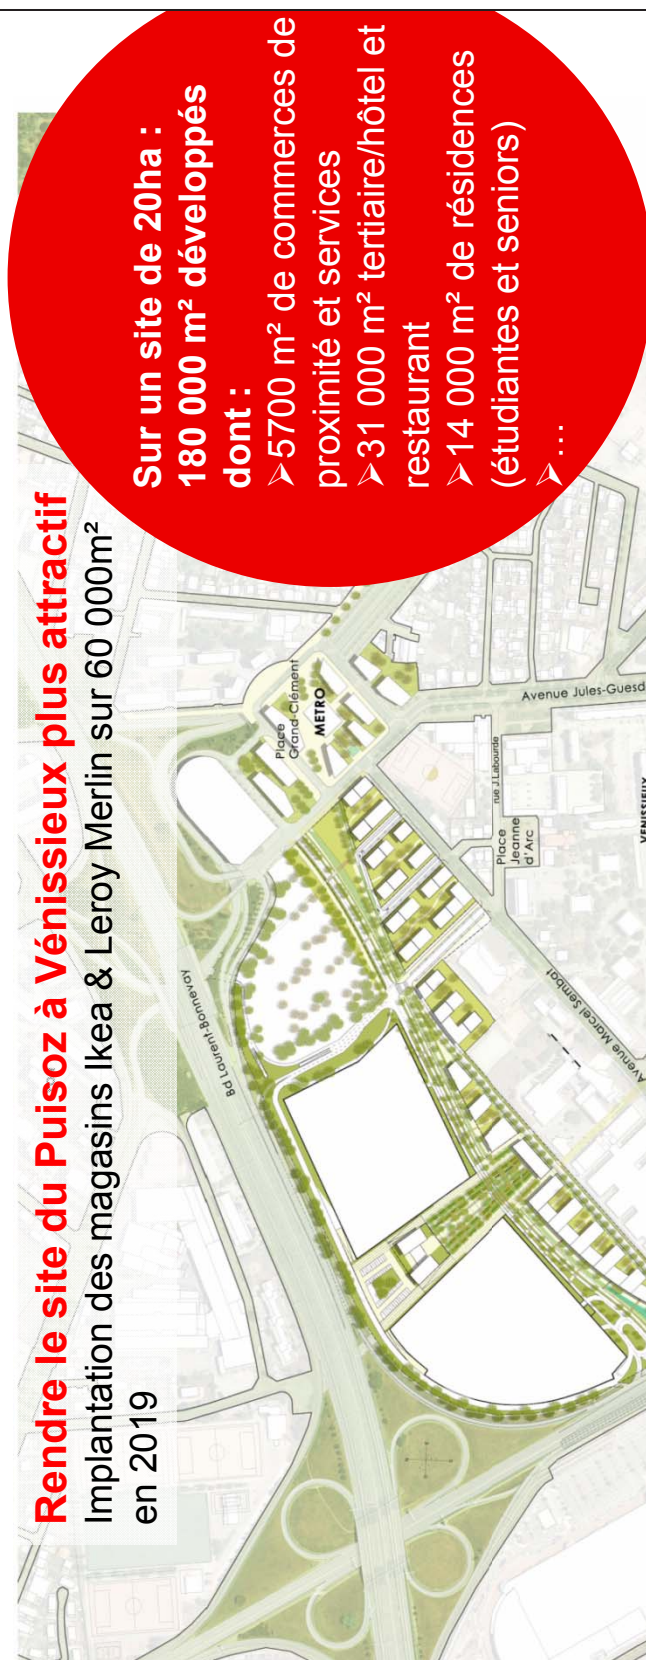 Rendre le site du Puisoz à Vénissieux plus attractif
Implantation des magasins Ikea & Leroy Merlin sur 60 000m²
en 2019
Sur un site de 20ha :
180 000 m² développés
dont :
➢5700 m² de commerces de
proximité et services
➢31 000 m² tertiaire/hôtel et
restaurant
➢14 000 m² de résidences
(étudiantes et seniors)
➢…
Bd Laurent-Bonnevay
Place
Grand-Clément
METRO
Avenue Jules-Guesd
rue J.Labourde
Place
Jeanne
d'Arc
Avenue Marcel Sembat
VENISSIEUX